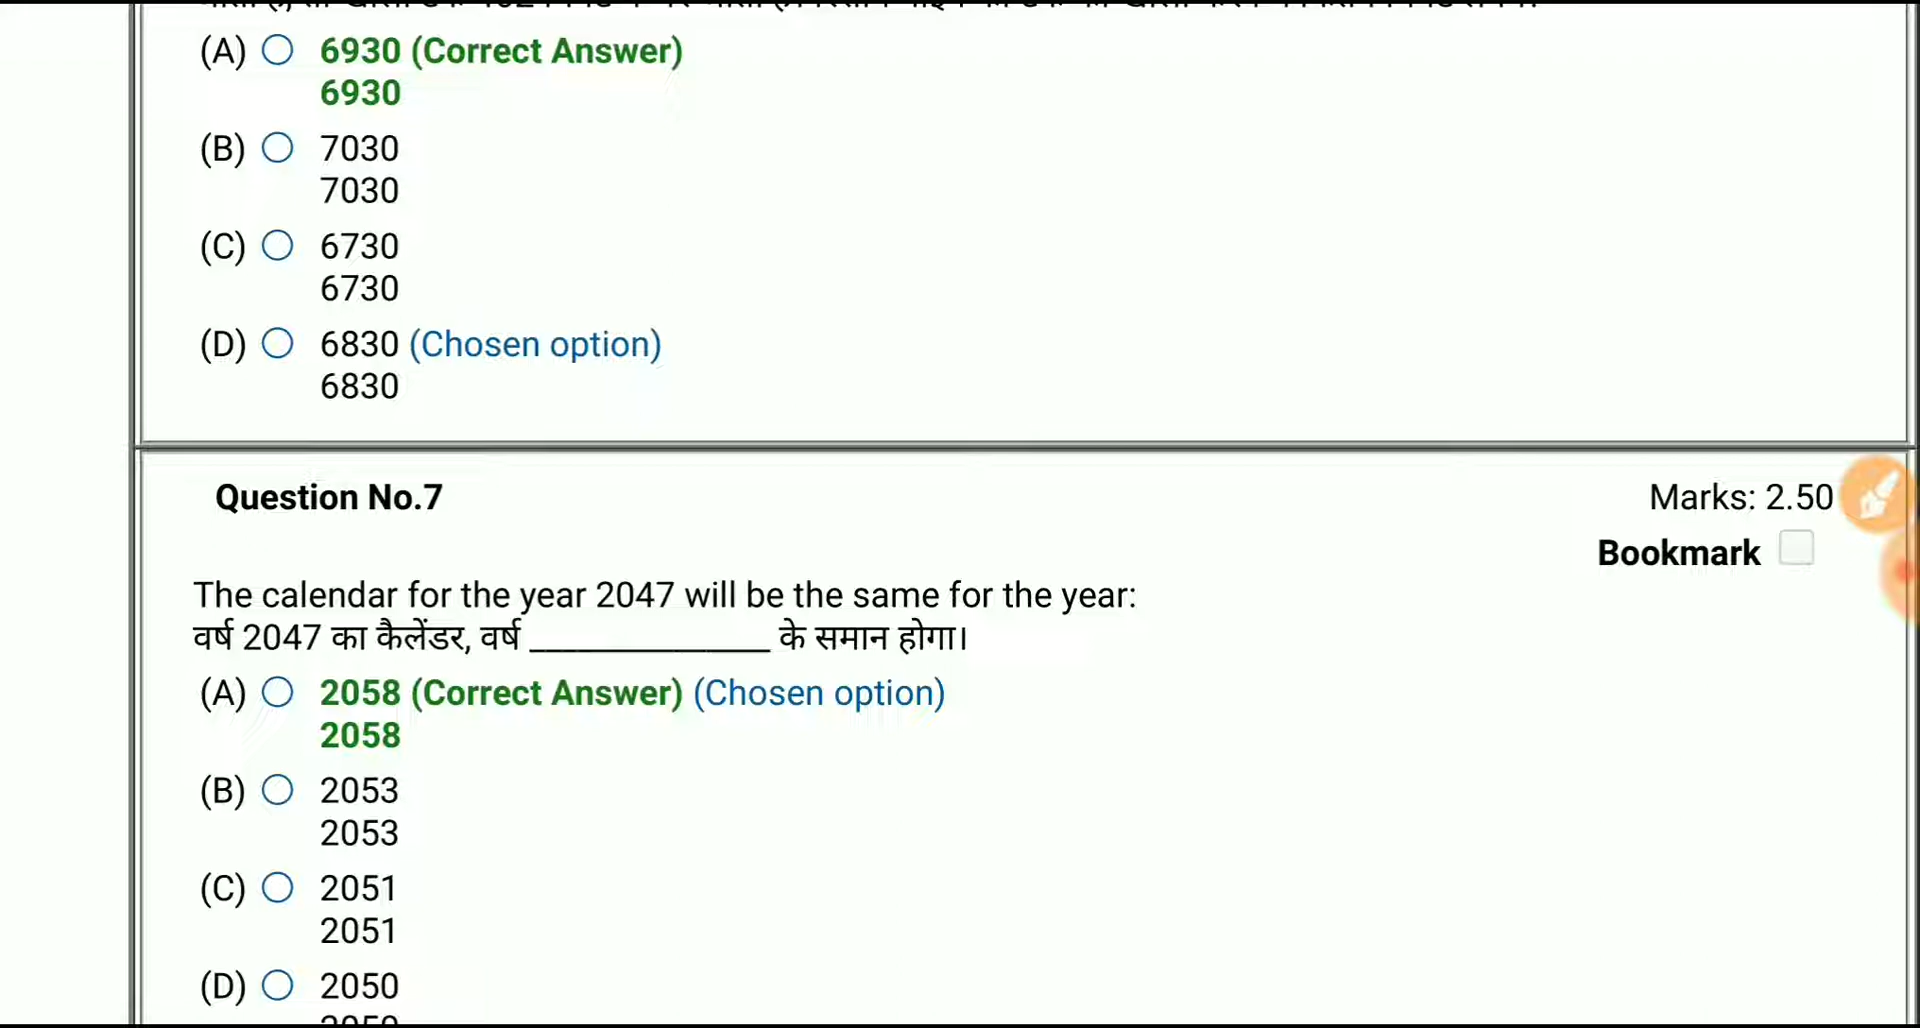 (A) 6930 (Correct Answer)
6930
(B) 7030
7030
(C) 6730
6730
(D) 6830 (Chosen option)
6830
Question No.7
Marks: 2.50
Bookmark
The calendar for the year 2047 will be the same for the year:
वर्ष 2047 का कैलेंडर, वर्ष ____________ के समान होगा।
(A) 2058 (Correct Answer) (Chosen option)
2058
(B) 2053
2053
(C) 2051
2051
(D) 2050